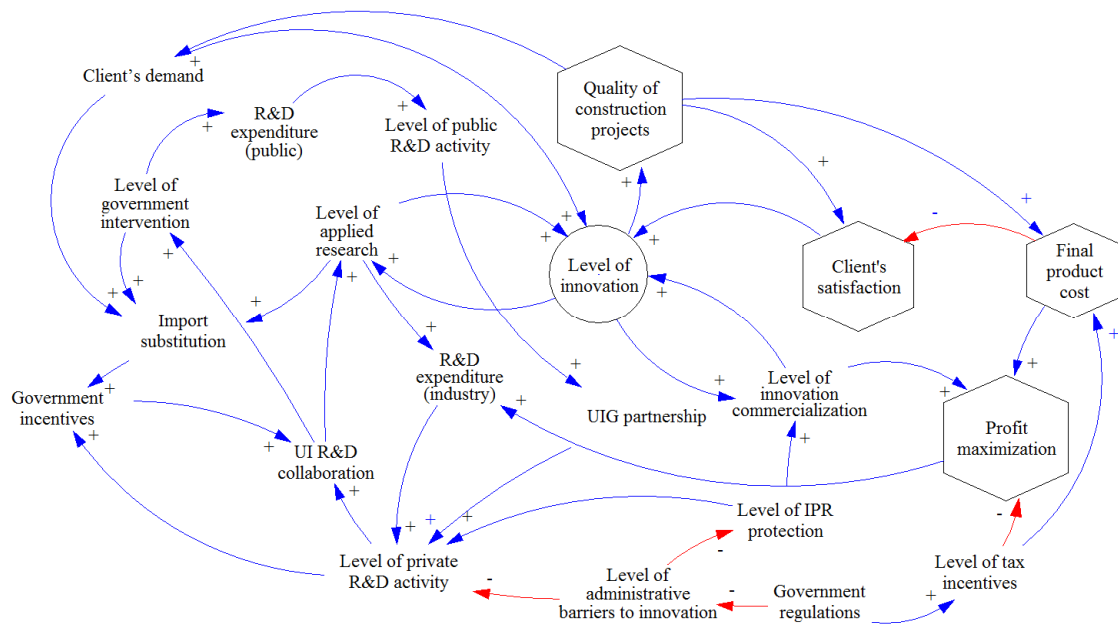 Client's demand
Quality of
construction
projects
R&D
expenditure
(public)
Level of public
R&D activity
Level of
government
intervention
Level of
applied
research
Level of
innovation
Client's
satisfaction
Final
product
cost
Import
substitution
R&D
expenditure
(industry)
Government
incentives
UIG partnership
Level of
innovation
commercialization
Profit
maximization
UI R&D
collaboration
Level of IPR
protection
Level of private
R&D activity
Level of
administrative
barriers to innovation
Government
regulations
Level of tax
incentives